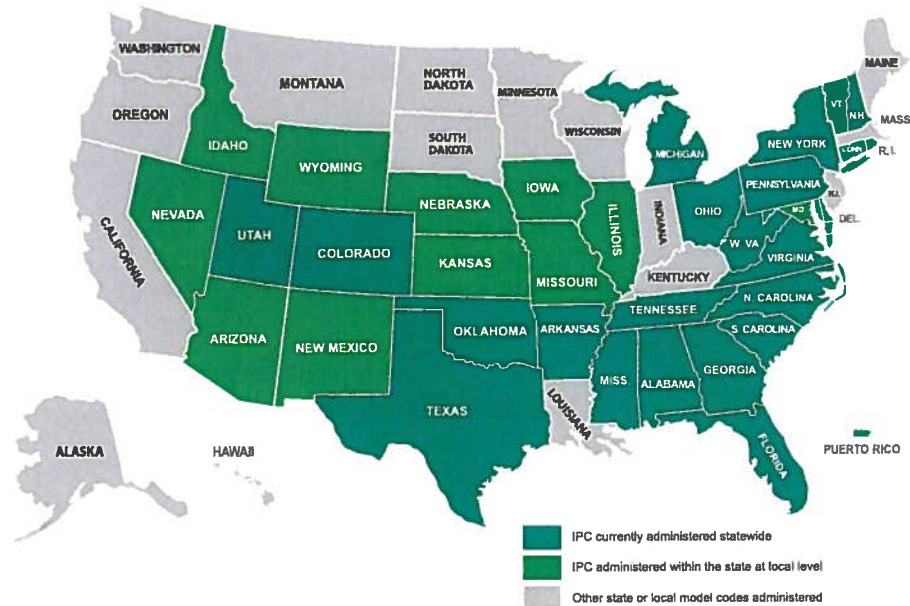 WASHINGTON
MONTANA
NORTH
DAKOTA
MINNESOTA
MAINE
OREGON
IDAHO
SOUTH
DAKOTA
WISCONSIN
MICHIGAN
VT
N H
MASS
NEW YORK
CONN
R.I.
WYOMING
NEVADA
NEBRASKA
IOWA
PENNSYLVANIA
N.J.
CALIFORNIA
UTAH
COLORADO
KANSAS
MISSOURI
ILLINOIS
INDIANA
OHIO
MD
DEL.
W VA
VIRGINIA
KENTUCKY
ARIZONA
NEW MEXICO
OKLAHOMA
ARKANSAS
TENNESSEE
N. CAROLINA
S CAROLINA
TEXAS
LOUISIANA
MISS
ALABAMA
GEORGIA
FLORIDA
ALASKA
HAWAII
PUERTO RICO
IPC currently administered statewide
IPC administered within the state at local level
Other state or local model codes administered